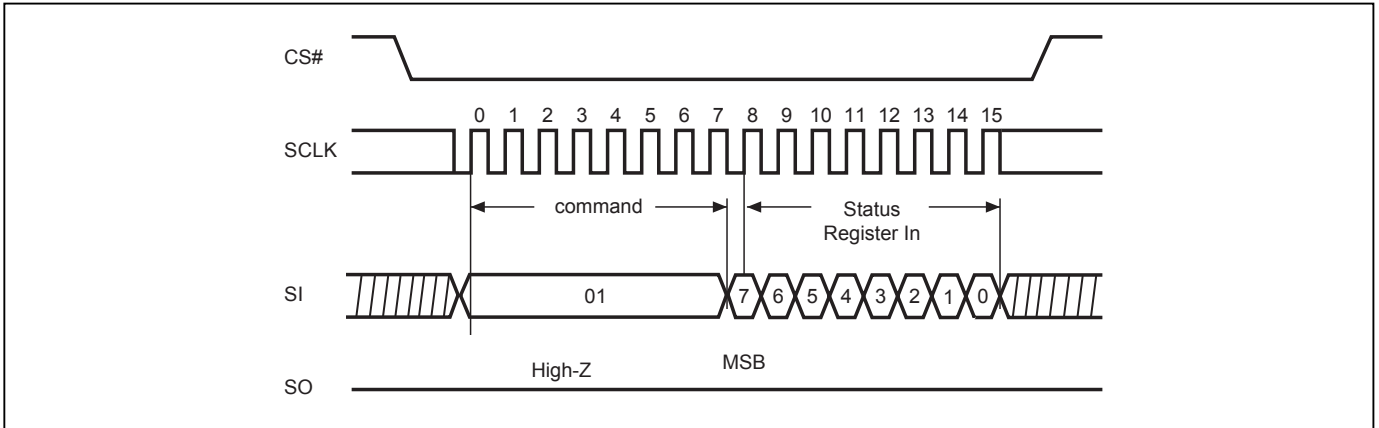 CS#
0 1 2 3 4 5 6 7 8 9 10 11 12 13 14 15
SCLK
command
Status
Register In
SI
01
7 6 5 4 3 2 1 0
High-Z
MSB
SO